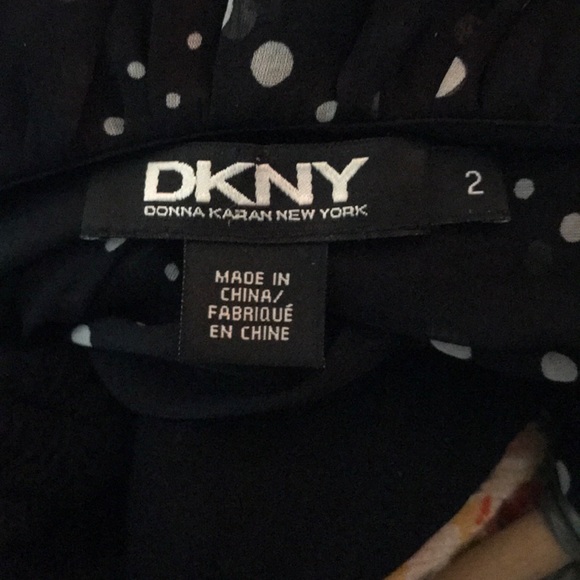 DKNY
DONNA KARAN NEW YORK
2
MADE IN
CHINA/
FABRIQUÉ
EN CHINE